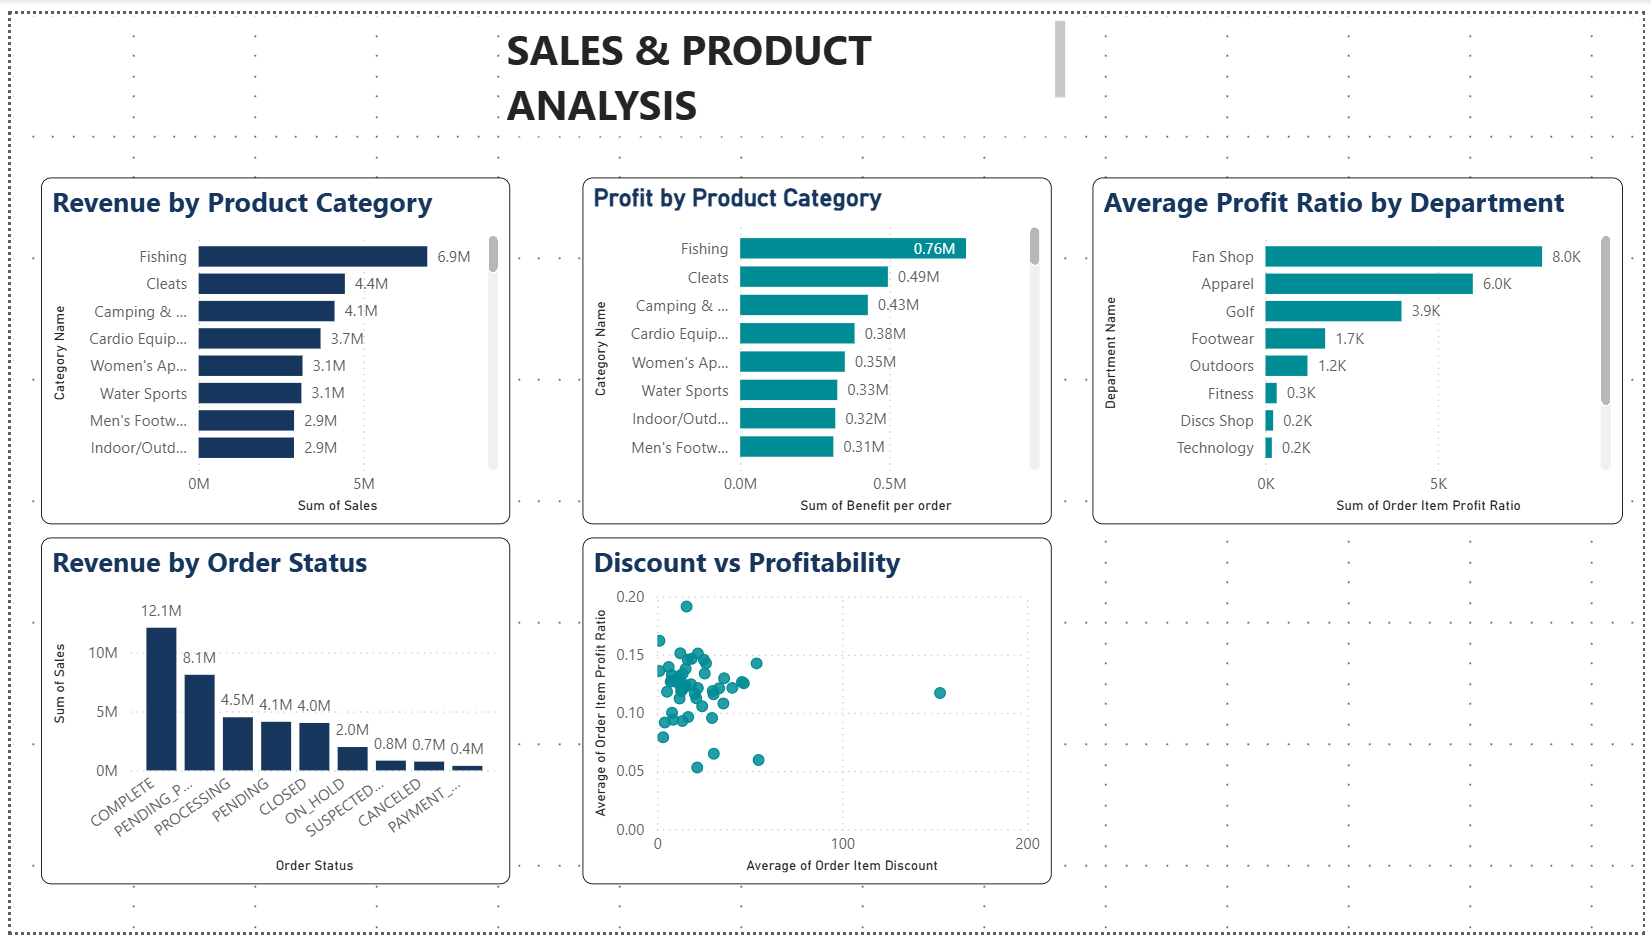 SALES & PRODUCT
ANALYSIS
Revenue by Product Category
Category Name
Fishing 6.9M
Cleats 4.4M
Camping & ... 4.1M
Cardio Equip... 3.7M
Women's Ap... 3.1M
Water Sports 3.1M
Men's Footw... 2.9M
Indoor/Outd... 2.9M
0M 5M
Sum of Sales
Profit by Product Category
Category Name
Fishing 0.76M
Cleats 0.49M
Camping & ... 0.43M
Cardio Equip... 0.38M
Women's Ap... 0.35M
Water Sports 0.33M
Indoor/Outd... 0.32M
Men's Footw... 0.31M
0.0M 0.5M
Sum of Benefit per order
Average Profit Ratio by Department
Department Name
Fan Shop 8.0K
Apparel 6.0K
Golf 3.9K
Footwear 1.7K
Outdoors 1.2K
Fitness 0.3K
Discs Shop 0.2K
Technology 0.2K
0K 5K
Sum of Order Item Profit Ratio
Revenue by Order Status
Sum of Sales
10M
5M
0M
12.1M 8.1M 4.5M 4.1M 4.0M 2.0M 0.8M 0.7M 0.4M
COMPLETE PENDING_P... PROCESSING PENDING CLOSED ON_HOLD SUSPECTED... CANCELED PAYMENT_...
Order Status
Discount vs Profitability
Average of Order Item Profit Ratio
0.20
0.15
0.10
0.05
0.00
0 100 200
Average of Order Item Discount